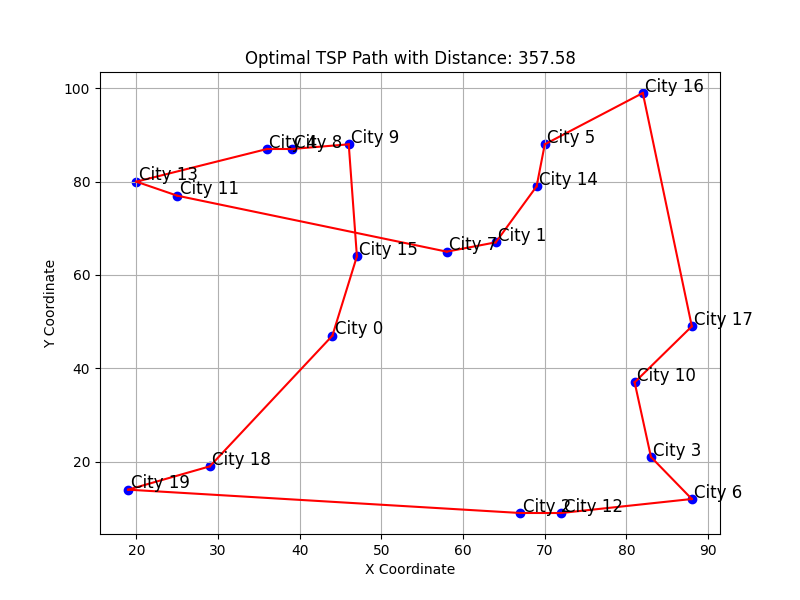 Optimal TSP Path with Distance: 357.58
100
80
60
40
20
Y Coordinate
City 16
City 4
City 8
City 9
City 5
City 13
City 11
City 14
City 7
City 1
City 15
City 0
City 17
City 10
City 18
City 3
City 19
City 2
City 12
City 6
20
30
40
50
60
70
80
90
X Coordinate